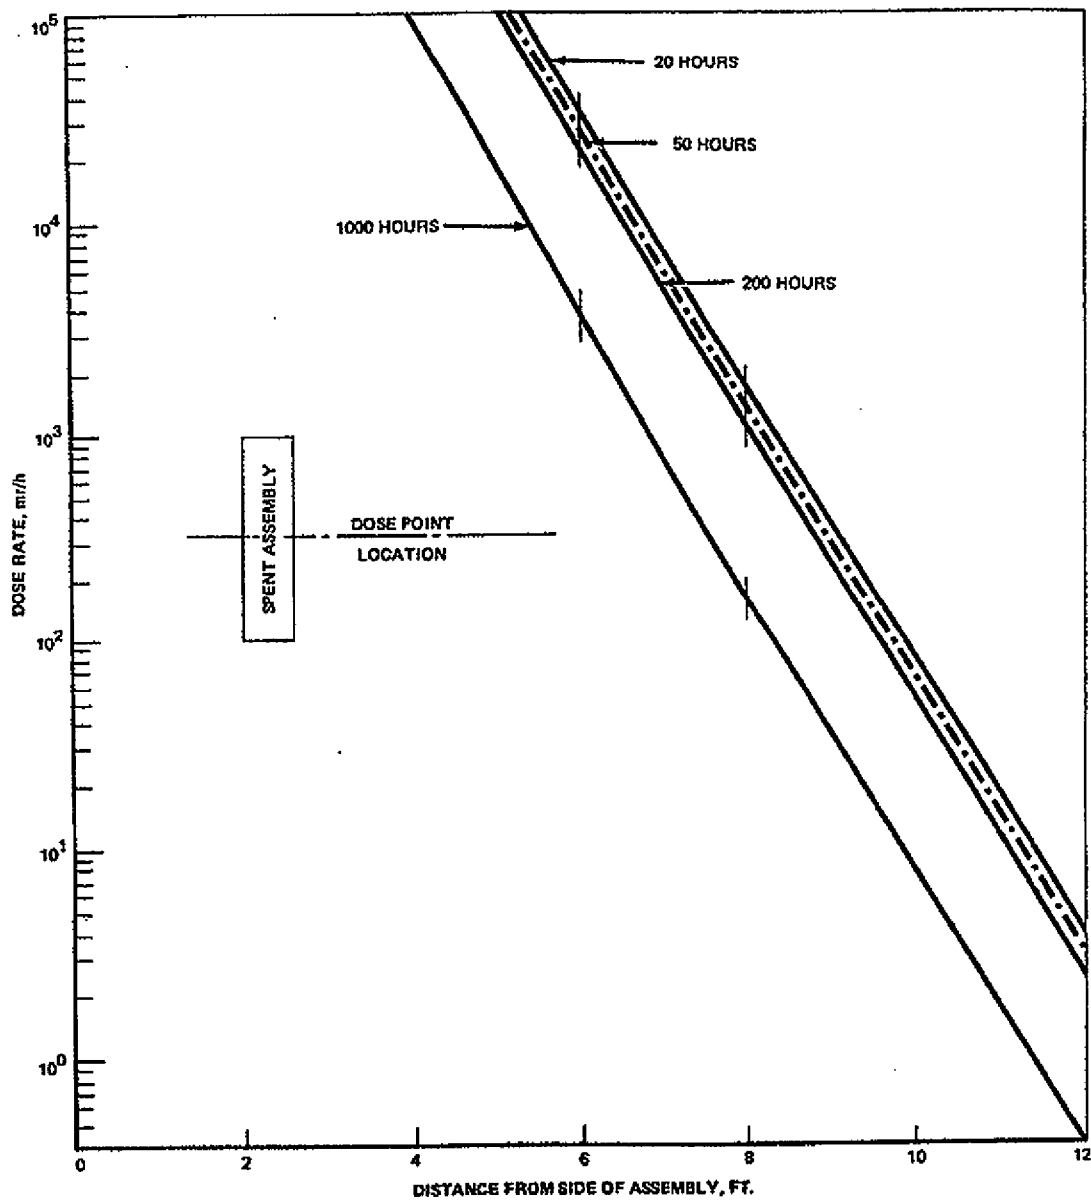 10^5
20 HOURS
50 HOURS
10^4
1000 HOURS
200 HOURS
10^3
DOSE RATE, mr/h
SPENT ASSEMBLY
DOSE POINT
LOCATION
10^2
10^1
10^0
0 2 4 6 8 10 12
DISTANCE FROM SIDE OF ASSEMBLY, FT.